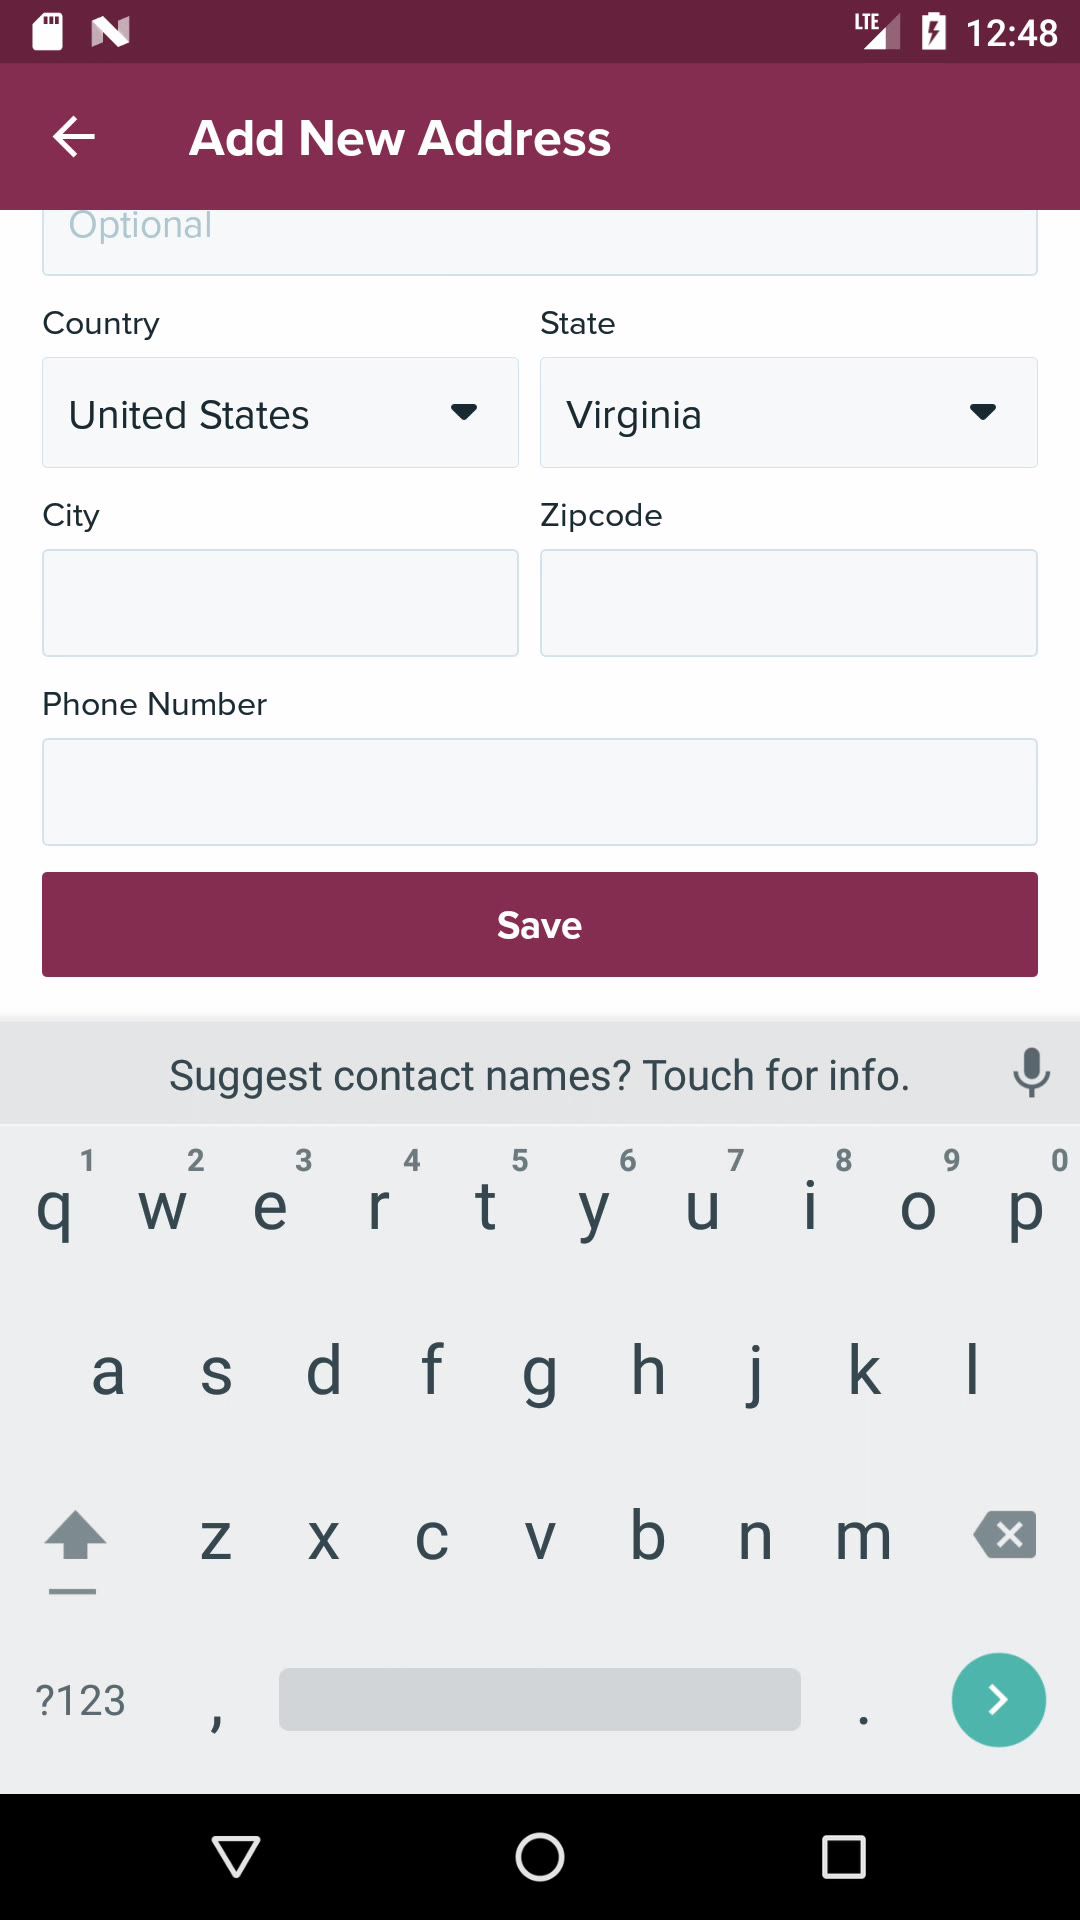 LTE 12:48
Add New Address
Optional
Country State
United States Virginia
City Zipcode
Phone Number
Save
Suggest contact names? Touch for info.
1 2 3 4 5 6 7 8 9 0
q w e r t y u i o p
a s d f g h j k l
z x c v b n m
?123 , .